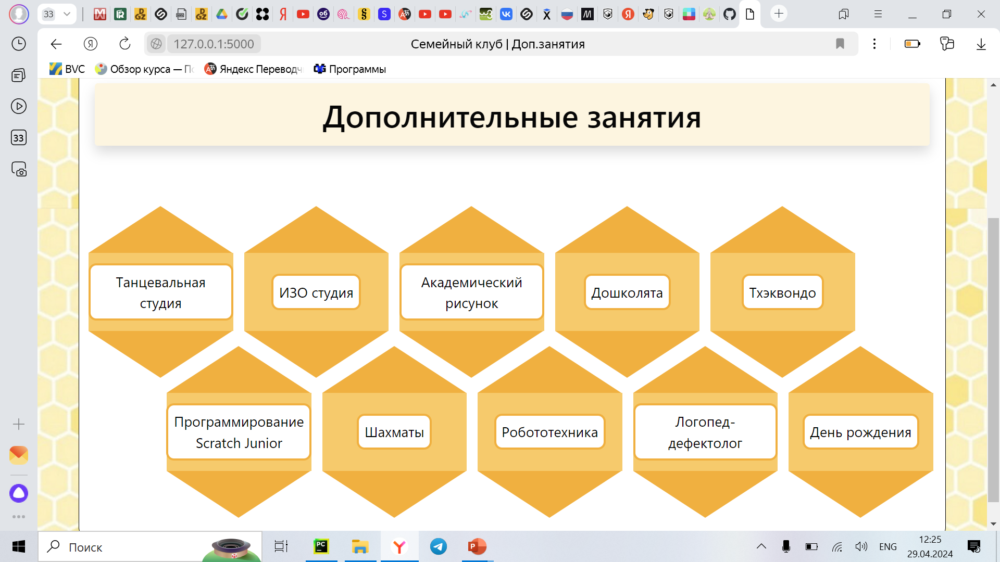 33
127.0.0.1:5000
Семейный клуб | Доп.занятия
BVC
Обзор курса — По
Яндекс Переводч
Программы
33
Дополнительные занятия
Танцевальная
студия
ИЗО студия
Академический
рисунок
Дошколята
Тхэквондо
Программирование
Scratch Junior
Шахматы
Робототехника
Логопед-
дефектолог
День рождения
Поиск
ENG
12:25
29.04.2024